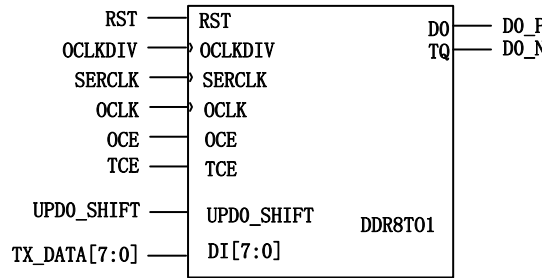 RST RST DO DO_P
OCLKDIV OCLKDIV TQ DO_N
SERCLK SERCLK
OCLK OCLK
OCE OCE
TCE TCE
UPDO_SHIFT UPDO_SHIFT DDR8TO1
TX_DATA[7:0] DI[7:0]